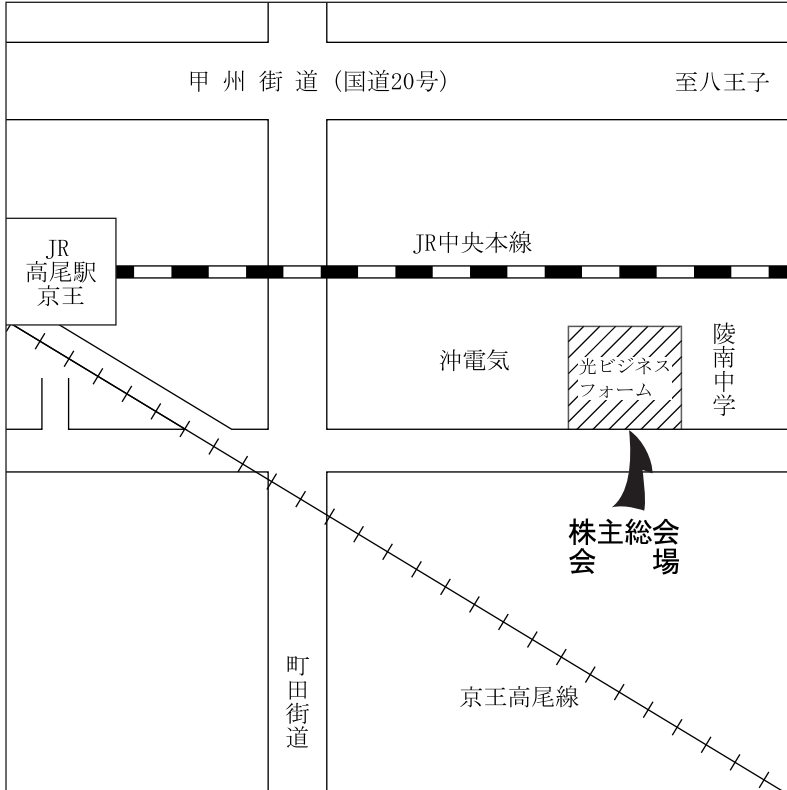 甲州街道(国道20号)
至八王子
JR
高尾駅
京王
JR中央本線
沖電気
光ビジネス
フォーム
陵南中学
株主総会
会場
町田街道
京王高尾線